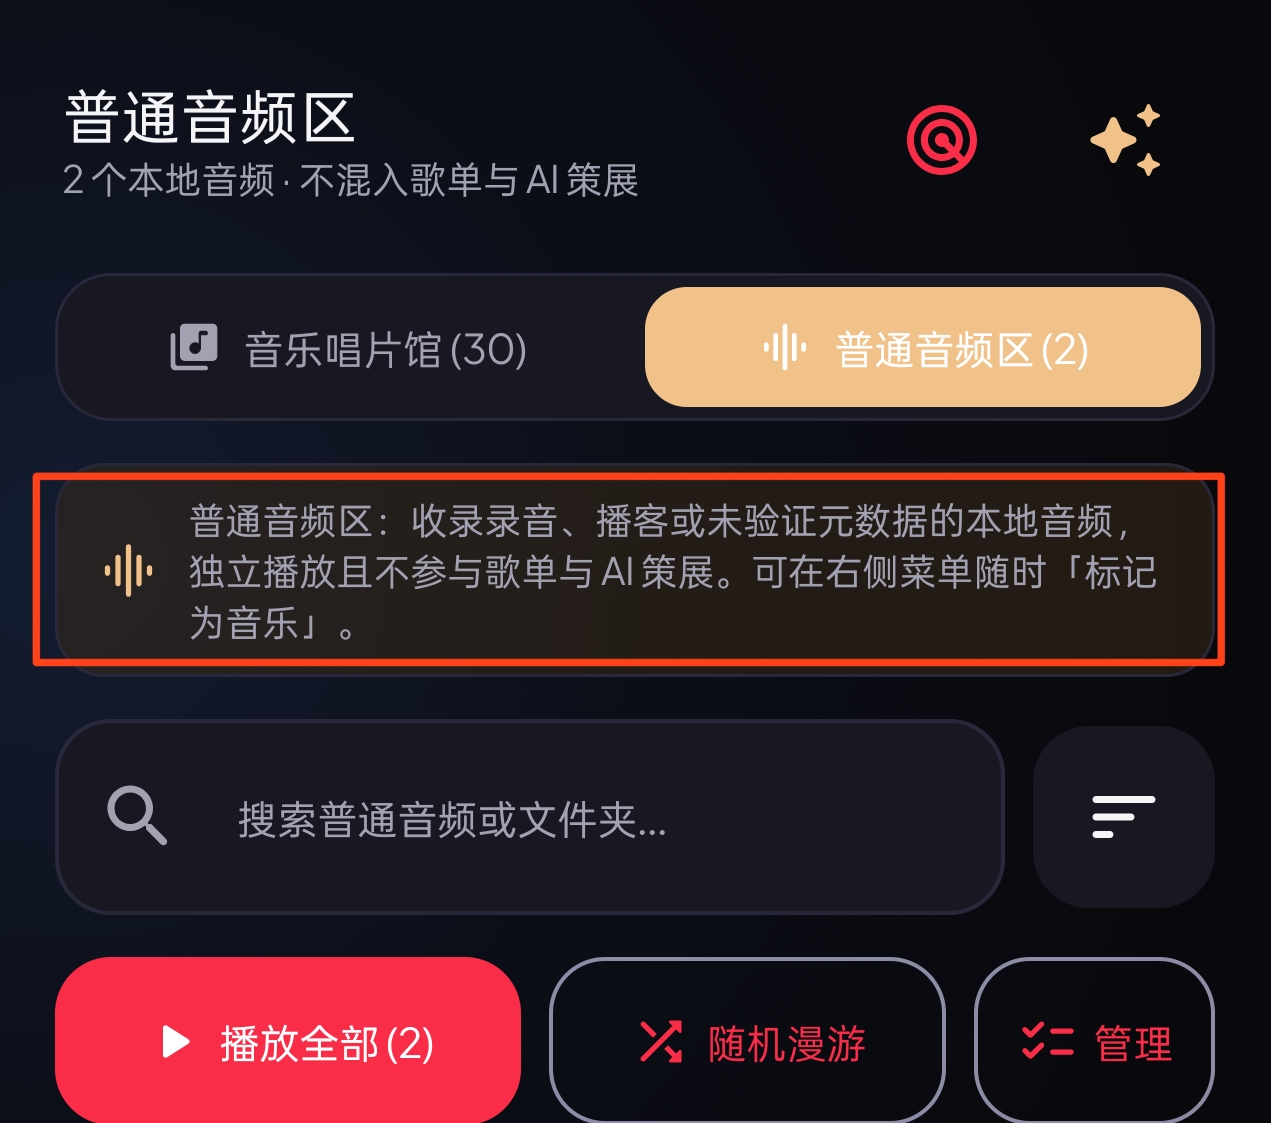 普通音频区
2 个本地音频 · 不混入歌单与 AI 策展
音乐唱片馆 (30)
普通音频区 (2)
普通音频区：收录录音、播客或未验证元数据的本地音频，
独立播放且不参与歌单与 AI 策展。可在右侧菜单随时「标记
为音乐」。
搜索普通音频或文件夹...
播放全部 (2)
随机漫游
管理